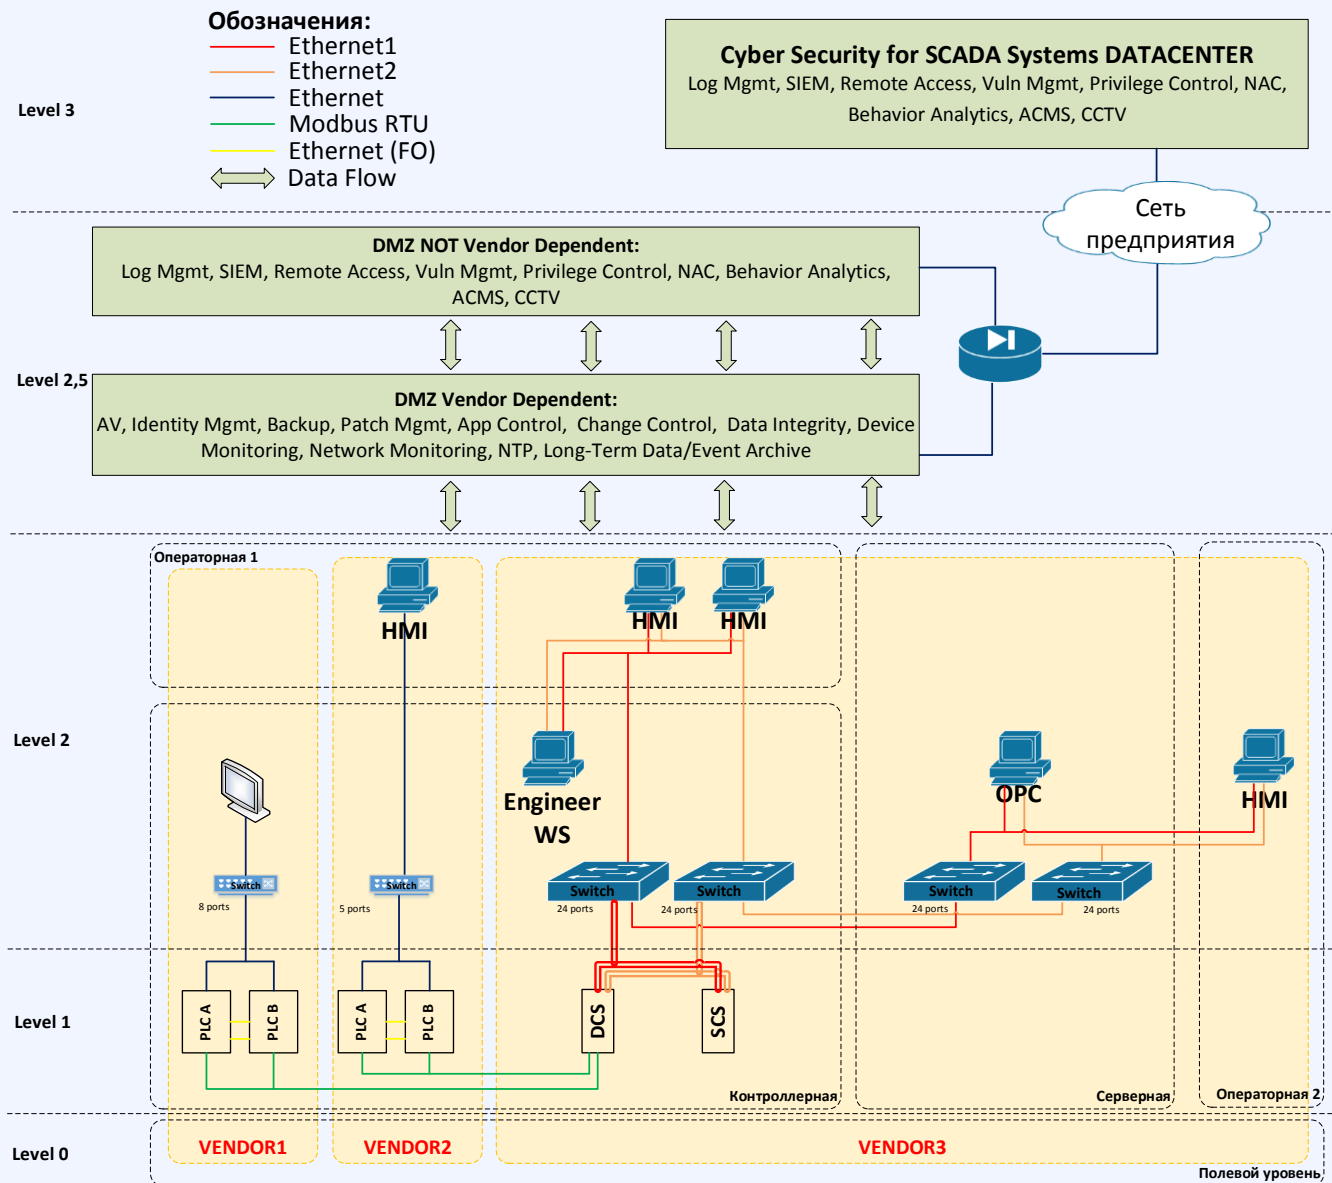 Обозначения:
Ethernet1
Ethernet2
Ethernet
Modbus RTU
Ethernet (FO)
Data Flow
Level 3
Cyber Security for SCADA Systems DATACENTER
Log Mgmt, SIEM, Remote Access, Vuln Mgmt, Privilege Control, NAC,
Behavior Analytics, ACMS, CCTV
Сеть
предприятия
DMZ NOT Vendor Dependent:
Log Mgmt, SIEM, Remote Access, Vuln Mgmt, Privilege Control, NAC, Behavior Analytics,
ACMS, CCTV
Level 2,5
DMZ Vendor Dependent:
AV, Identity Mgmt, Backup, Patch Mgmt, App Control, Change Control, Data Integrity, Device
Monitoring, Network Monitoring, NTP, Long-Term Data/Event Archive
Операторная 1
HMI
HMI
HMI
Level 2
Engineer
WS
OPC
HMI
Switch
8 ports
Switch
5 ports
Switch
24 ports
Switch
24 ports
Switch
24 ports
Switch
24 ports
Level 1
PLC A
PLC B
PLC A
PLC B
DCS
SCS
Контроллерная
Серверная
Операторная 2
Level 0
VENDOR1
VENDOR2
VENDOR3
Полевой уровень